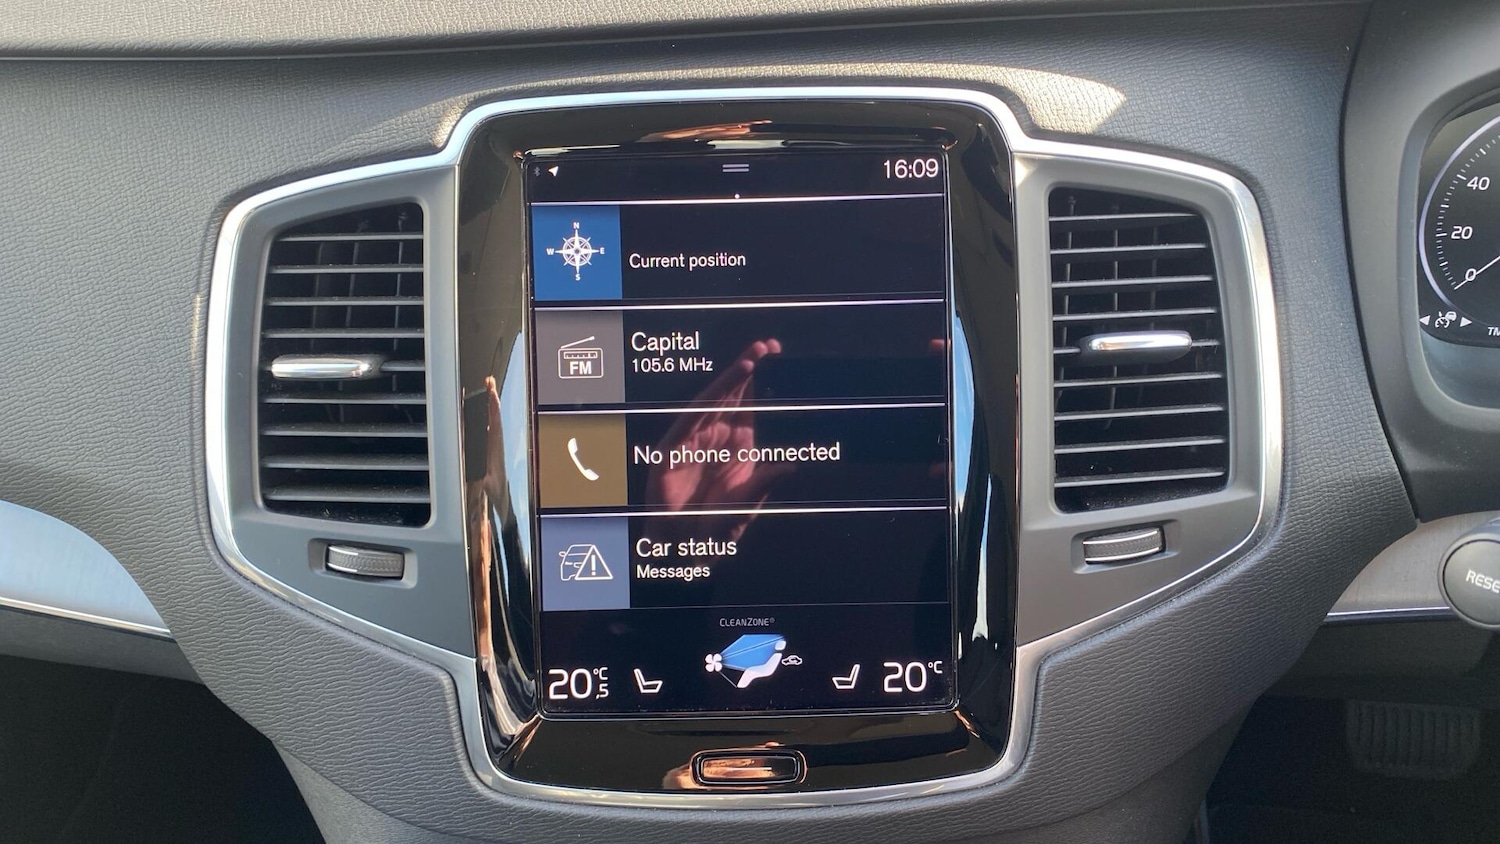 16:09
N
W E
S
Current position
FM
Capital
105.6 MHz
No phone connected
Car status
Messages
CLEANZONE®
20,5 °C
20 °C
40
20
0